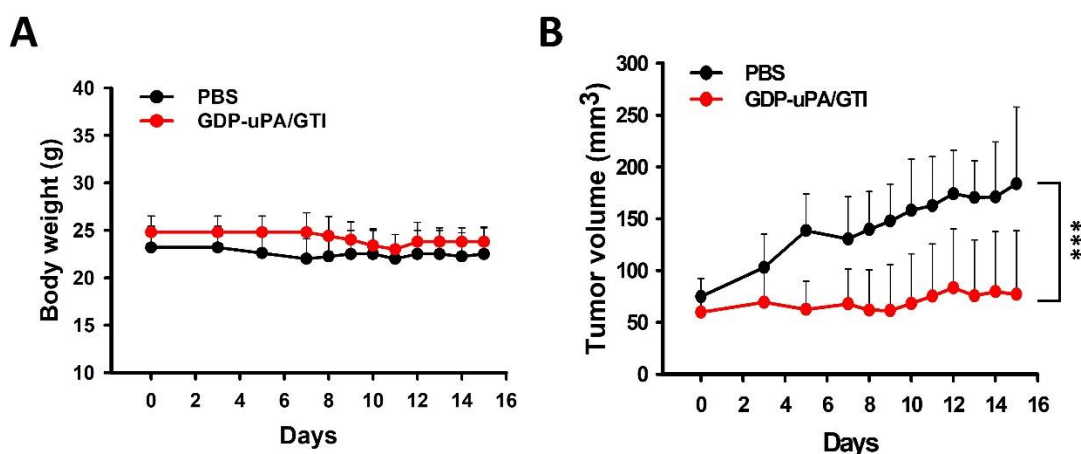 A
PBS
GDP-uPA/GTI
Body weight (g)
40
35
30
25
20
15
10
0 2 4 6 8 10 12 14 16
Days
B
PBS
GDP-uPA/GTI
Tumor volume (mm³)
300
250
200
150
100
50
0
0 2 4 6 8 10 12 14 16
Days
***